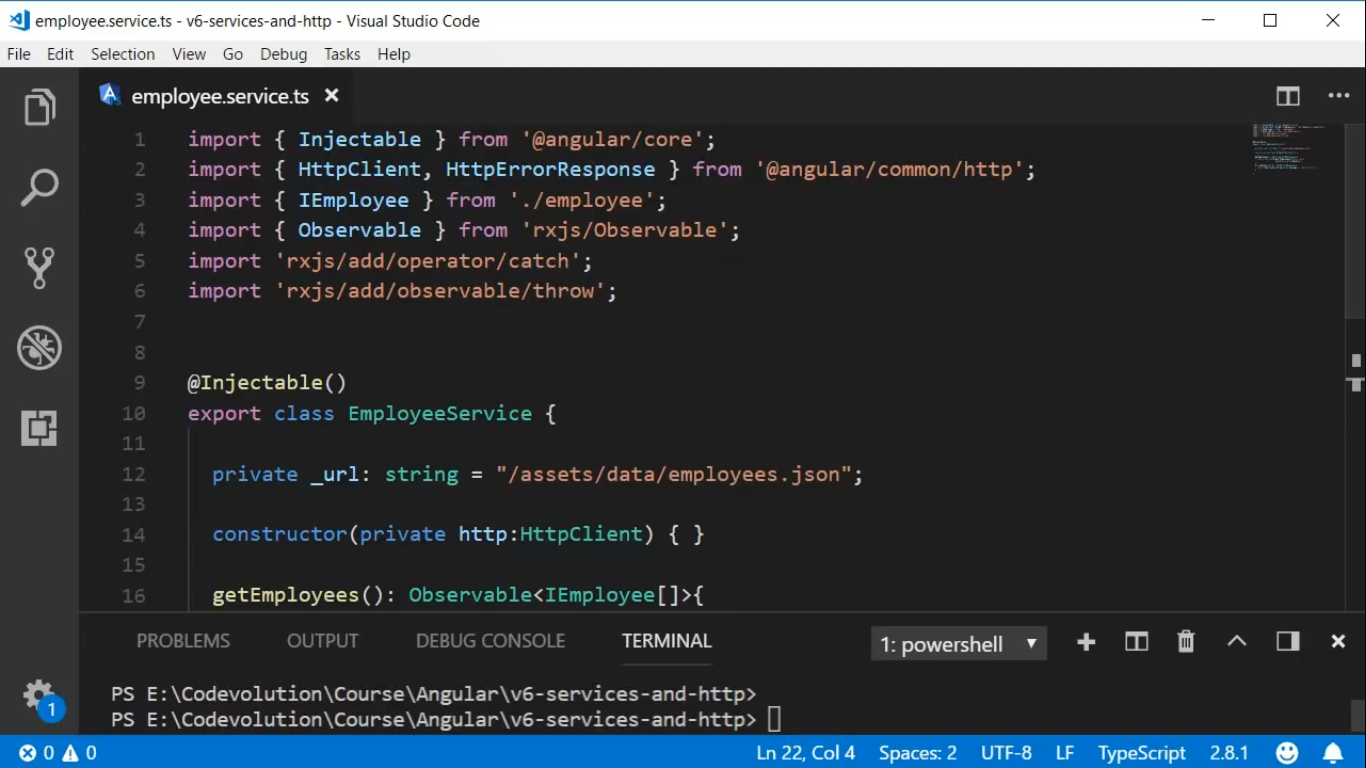 employee.service.ts - v6-services-and-http - Visual Studio Code
File Edit Selection View Go Debug Tasks Help
employee.service.ts
1 import { Injectable } from '@angular/core';
2 import { HttpClient, HttpErrorResponse } from '@angular/common/http';
3 import { IEmployee } from './employee';
4 import { Observable } from 'rxjs/Observable';
5 import 'rxjs/add/operator/catch';
6 import 'rxjs/add/observable/throw';
7
8
9 @Injectable()
10 export class EmployeeService {
11
12 private _url: string = "/assets/data/employees.json";
13
14 constructor(private http:HttpClient) { }
15
16 getEmployees(): Observable<IEmployee[]>{
PROBLEMS OUTPUT DEBUG CONSOLE TERMINAL 1: powershell
PS E:\Codevolution\Course\Angular\v6-services-and-http>
PS E:\Codevolution\Course\Angular\v6-services-and-http>
1
0 0 Ln 22, Col 4 Spaces: 2 UTF-8 LF TypeScript 2.8.1